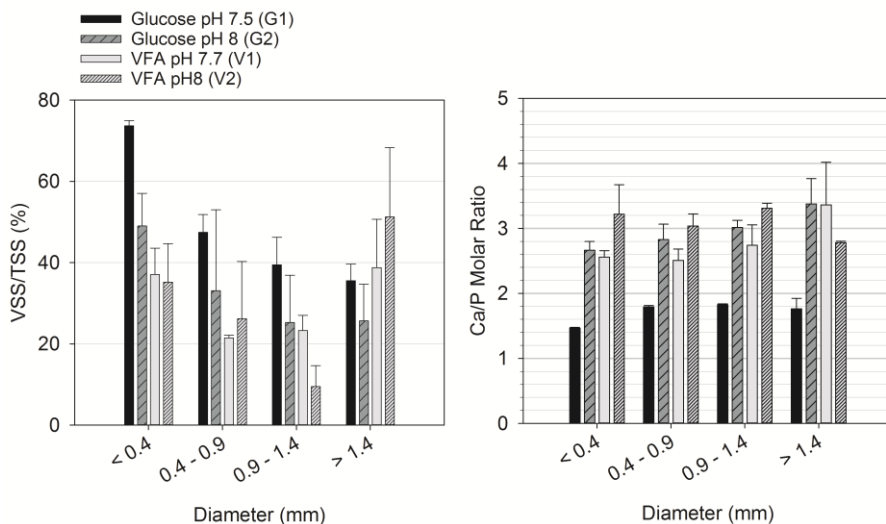 Glucose pH 7.5 (G1)
Glucose pH 8 (G2)
VFA pH 7.7 (V1)
VFA pH8 (V2)
VSS/TSS (%)
80
60
40
20
0
< 0.4
0.4 - 0.9
0.9 - 1.4
> 1.4
Diameter (mm)
Ca/P Molar Ratio
5
4
3
2
1
0
< 0.4
0.4 - 0.9
0.9 - 1.4
> 1.4
Diameter (mm)